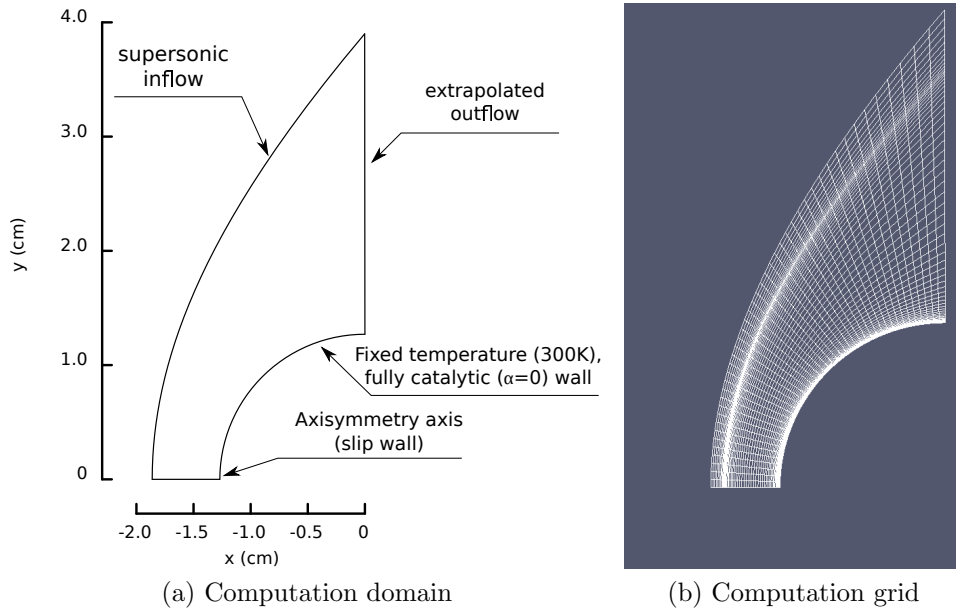 4.0
supersonic
inflow
extrapolated
outflow
3.0
y (cm)
2.0
1.0
Fixed temperature (300K),
fully catalytic (α=0) wall
Axisymmetry axis
(slip wall)
0
-2.0 -1.5 -1.0 -0.5 0
x (cm)
(a) Computation domain
(b) Computation grid